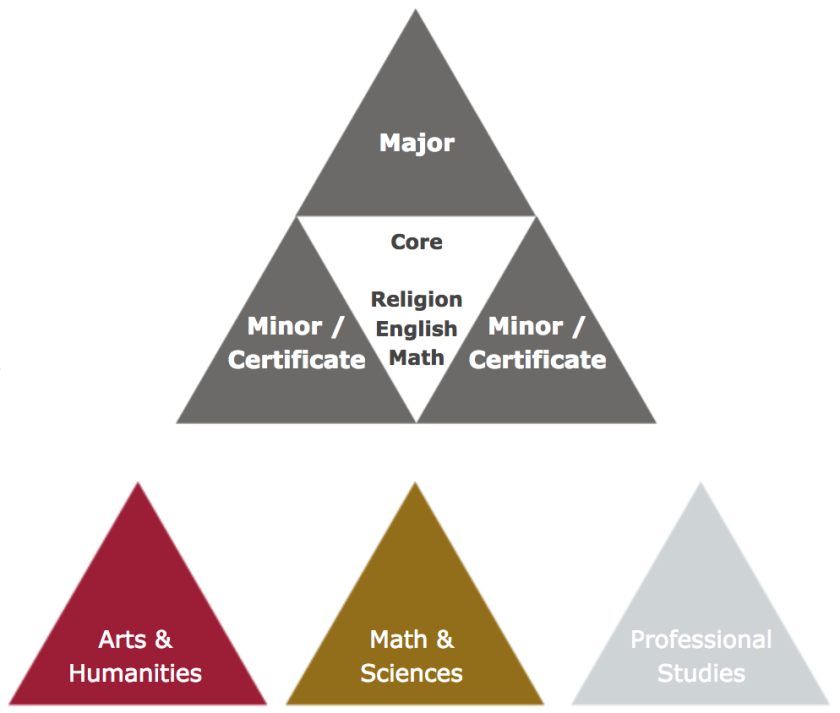 Major
Core
Religion
English
Math
Minor /
Certificate
Minor /
Certificate
Arts &
Humanities
Math &
Sciences
Professional
Studies